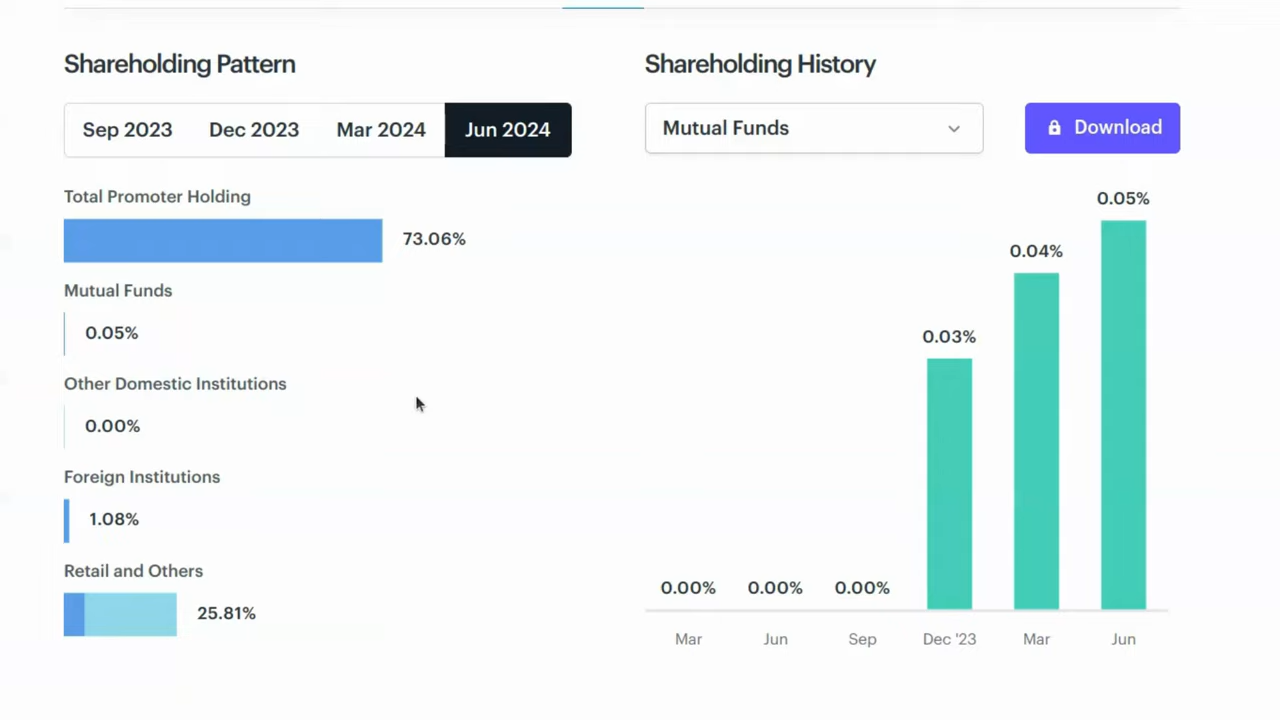 Shareholding Pattern
Sep 2023 Dec 2023 Mar 2024 Jun 2024
Total Promoter Holding
73.06%
Mutual Funds
0.05%
Other Domestic Institutions
0.00%
Foreign Institutions
1.08%
Retail and Others
25.81%
Shareholding History
Mutual Funds
Download
0.00% 0.00% 0.00% 0.03% 0.04% 0.05%
Mar Jun Sep Dec '23 Mar Jun